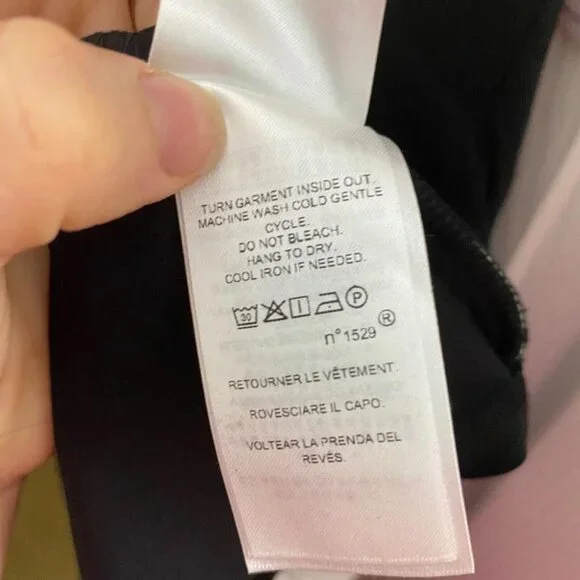 TURN GARMENT INSIDE OUT.
MACHINE WASH COLD GENTLE
CYCLE.
DO NOT BLEACH.
HANG TO DRY.
COOL IRON IF NEEDED.
30 P
®
n° 1529
RETOURNER LE VÊTEMENT.
ROVESCIARE IL CAPO.
VOLTEAR LA PRENDA DEL
REVÉS.